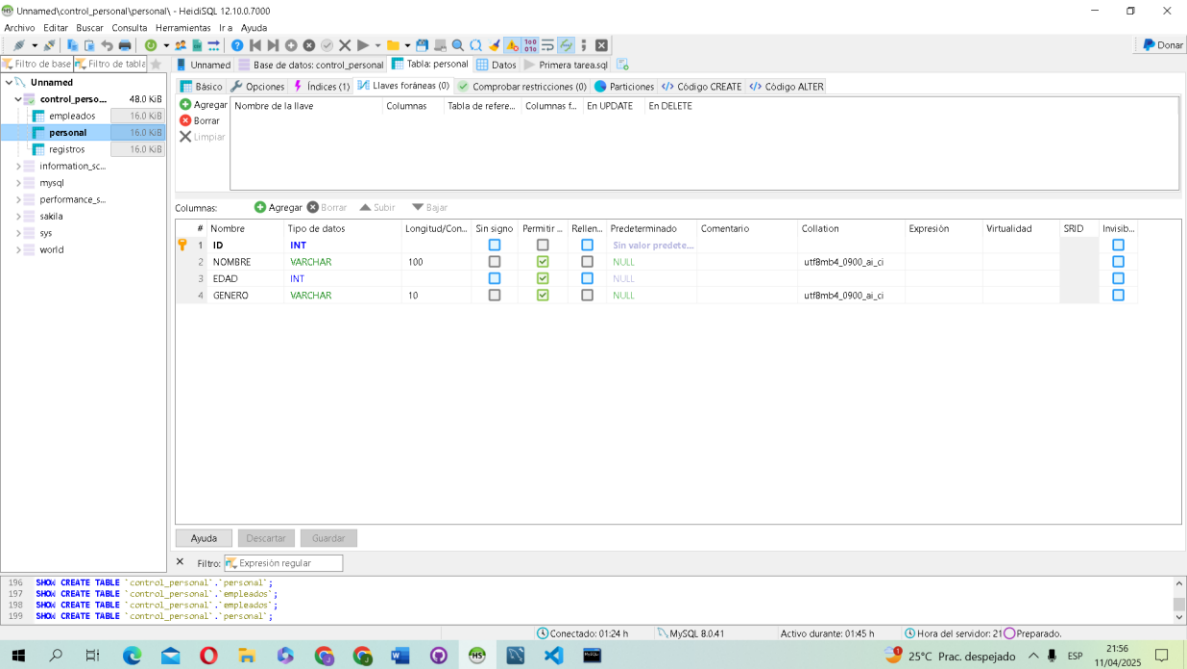 Unnamed\control_personal\personal\ - HeidiSQL 12.10.0.7000
Archivo Editar Buscar Consulta Herramientas Ir a Ayuda
Donar
Filtro de base Filtro de tabla
Unnamed Base de datos: control_personal Tabla: personal Datos Primera tarea.sql
Unnamed
control_perso... 48.0 KiB
empleados 16.0 KiB
personal 16.0 KiB
registros 16.0 KiB
information_sc...
mysql
performance_s...
sakila
sys
world
Básico Opciones Índices (1) Llaves foráneas (0) Comprobar restricciones (0) Particiones Código CREATE Código ALTER
Agregar
Borrar
Limpiar
Nombre de la llave Columnas Tabla de refere... Columnas f... En UPDATE En DELETE
Columnas: Agregar Borrar Subir Bajar
# Nombre Tipo de datos Longitud/Con... Sin signo Permitir ... Rellen... Predeterminado Comentario Collation Expresión Virtualidad SRID Invisib...
1 ID INT Sin valor predete...
2 NOMBRE VARCHAR 100 NULL utf8mb4_0900_ai_ci
3 EDAD INT NULL
4 GENERO VARCHAR 10 NULL utf8mb4_0900_ai_ci
Ayuda Descartar Guardar
Filtro: Expresión regular
196 SHOW CREATE TABLE `control_personal`.`personal`;
197 SHOW CREATE TABLE `control_personal`.`empleados`;
198 SHOW CREATE TABLE `control_personal`.`empleados`;
199 SHOW CREATE TABLE `control_personal`.`personal`;
Conectado: 01:24 h MySQL 8.0.41 Activo durante: 01:45 h Hora del servidor: 21 Preparado.
25°C Prac. despejado ESP 21:56
11/04/2025